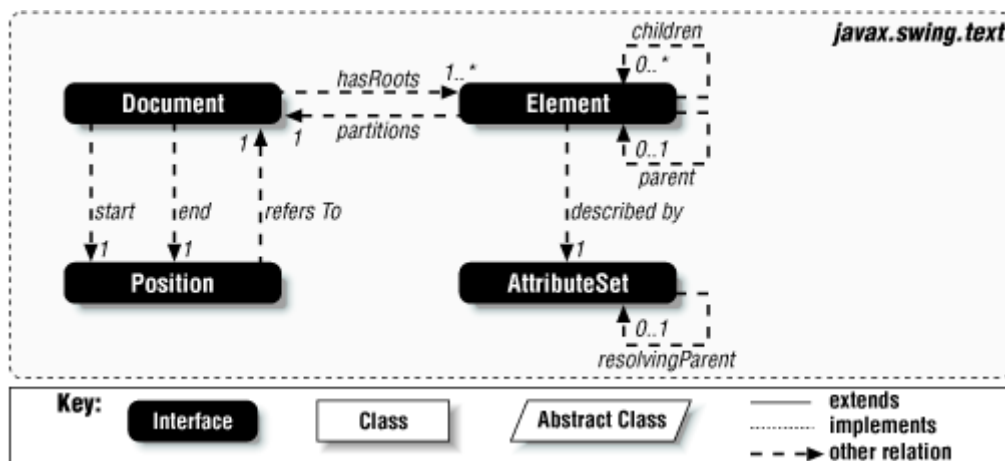 javax.swing.text
children
0..*
hasRoots
1..*
Document
Element
partitions
1
1
0..1
parent
start
end
refers To
described by
1
1
1
Position
AttributeSet
0..1
resolvingParent
Key:
Interface
Class
Abstract Class
extends
implements
other relation